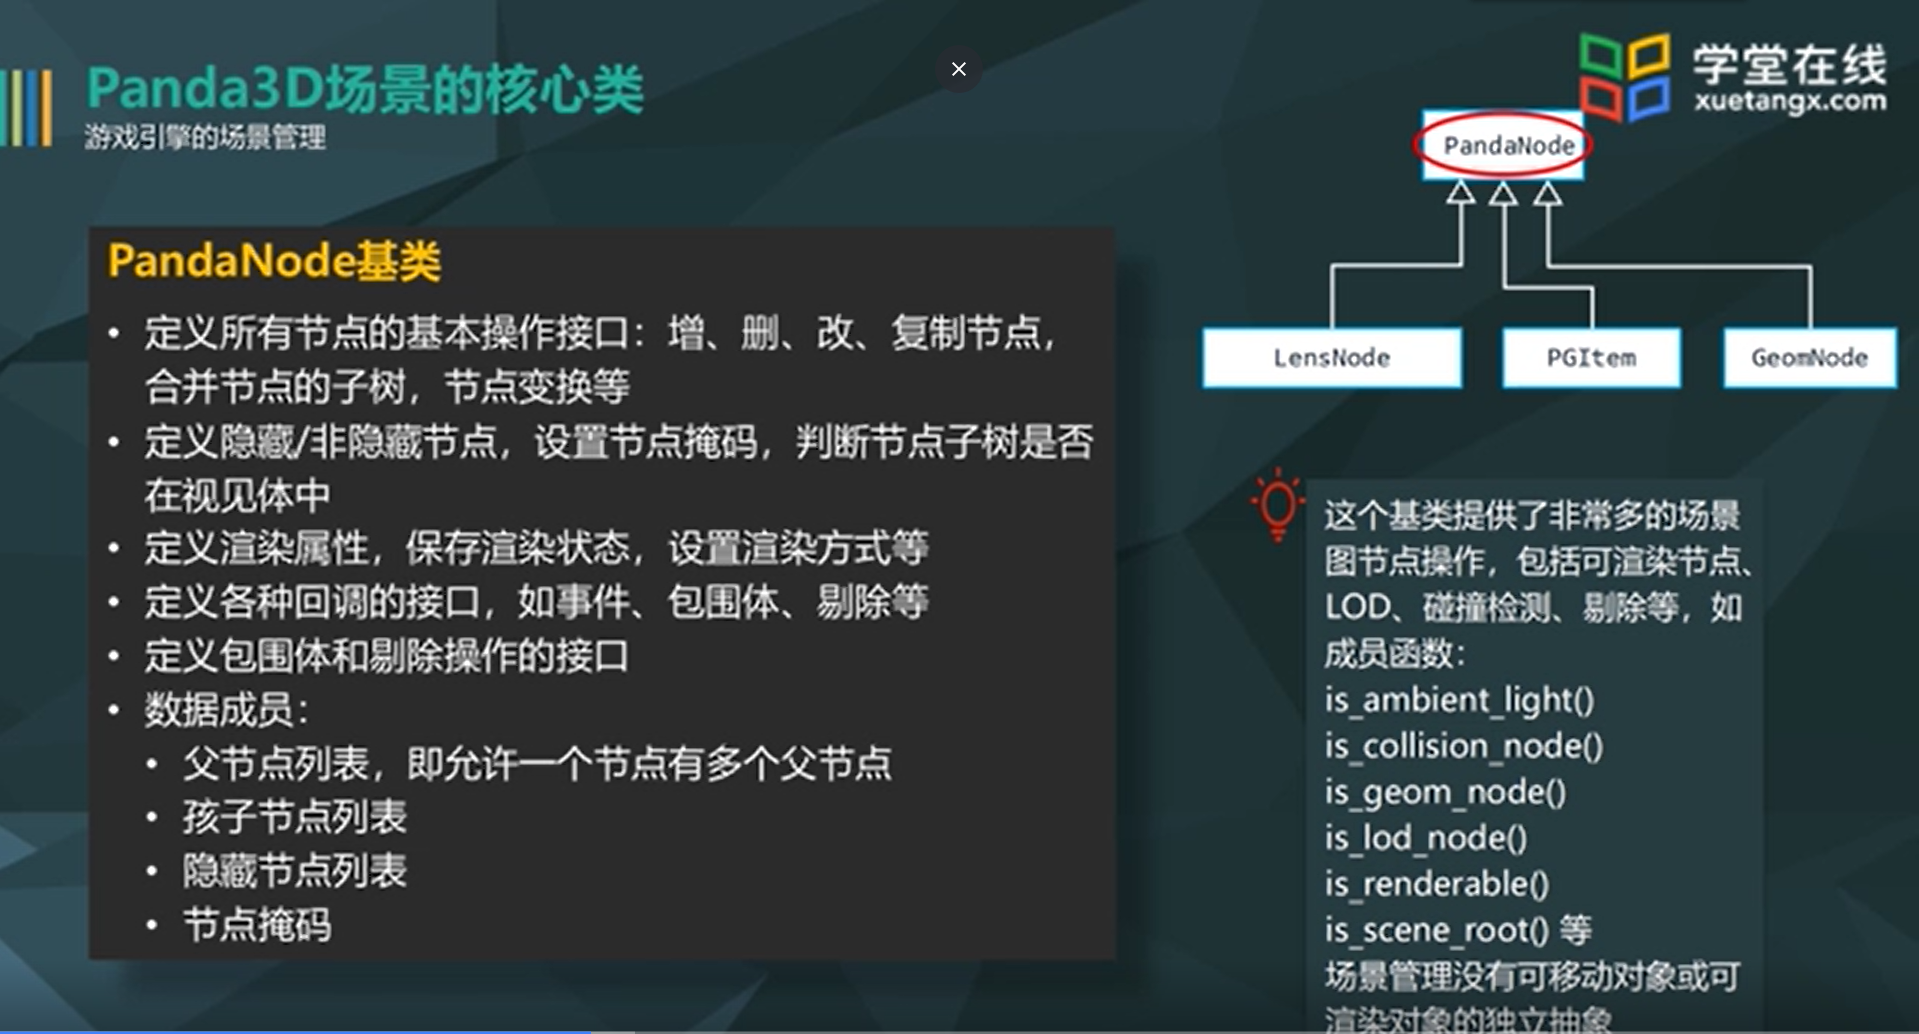 Panda3D场景的核心类
游戏引擎的场景管理
学堂在线
xuetangx.com
PandaNode
LensNode
PGItem
GeomNode
PandaNode基类
• 定义所有节点的基本操作接口：增、删、改、复制节点，
合并节点的子树，节点变换等
• 定义隐藏/非隐藏节点，设置节点掩码，判断节点子树是否
在视见体中
• 定义渲染属性，保存渲染状态，设置渲染方式等
• 定义各种回调的接口，如事件、包围体、剔除等
• 定义包围体和剔除操作的接口
• 数据成员：
• 父节点列表，即允许一个节点有多个父节点
• 孩子节点列表
• 隐藏节点列表
• 节点掩码
这个基类提供了非常多的场景
图节点操作，包括可渲染节点、
LOD、碰撞检测、剔除等，如
成员函数：
is_ambient_light()
is_collision_node()
is_geom_node()
is_lod_node()
is_renderable()
is_scene_root() 等
场景管理没有可移动对象或可
渲染对象的独立抽象